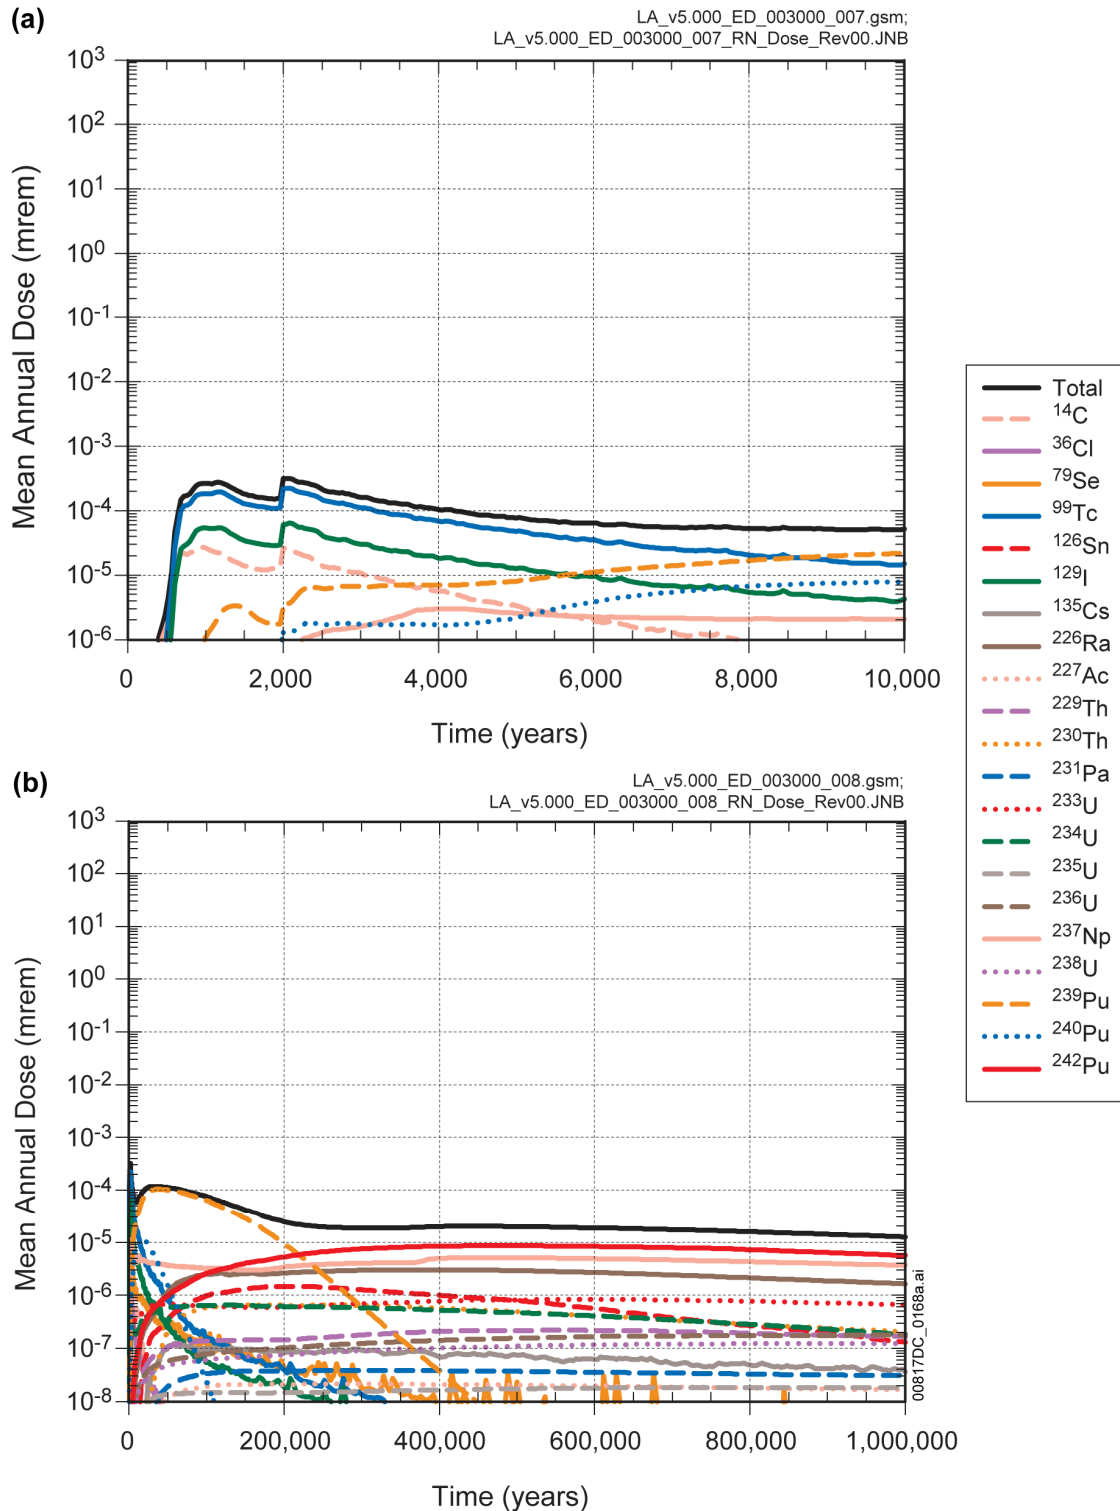 (a)
LA_v5.000_ED_003000_007.gsm;
LA_v5.000_ED_003000_007_RN_Dose_Rev00.JNB
10³
10²
10¹
10⁰
10⁻¹
10⁻²
10⁻³
10⁻⁴
10⁻⁵
10⁻⁶
Mean Annual Dose (mrem)
0 2,000 4,000 6,000 8,000 10,000
Time (years)
Total
¹⁴C
³⁶Cl
⁷⁹Se
⁹⁹Tc
¹²⁶Sn
¹²⁹I
¹³⁵Cs
²²⁶Ra
²²⁷Ac
²²⁹Th
²³⁰Th
²³¹Pa
²³³U
²³⁴U
²³⁵U
²³⁶U
²³⁷Np
²³⁸U
²³⁹Pu
²⁴⁰Pu
²⁴²Pu
(b)
LA_v5.000_ED_003000_008.gsm;
LA_v5.000_ED_003000_008_RN_Dose_Rev00.JNB
10³
10²
10¹
10⁰
10⁻¹
10⁻²
10⁻³
10⁻⁴
10⁻⁵
10⁻⁶
10⁻⁷
10⁻⁸
Mean Annual Dose (mrem)
0 200,000 400,000 600,000 800,000 1,000,000
Time (years)
00817DC_0168a.ai